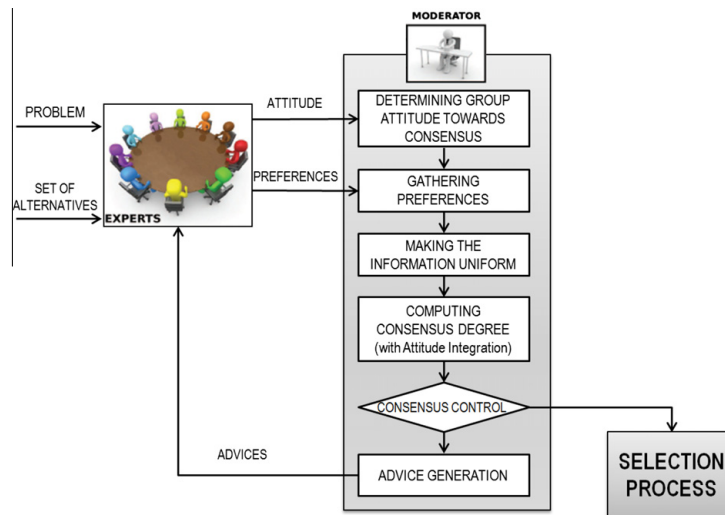 MODERATOR
PROBLEM
ATTITUDE
DETERMINING GROUP
ATTITUDE TOWARDS
CONSENSUS
SET OF
ALTERNATIVES
EXPERTS
PREFERENCES
GATHERING
PREFERENCES
MAKING THE
INFORMATION UNIFORM
COMPUTING
CONSENSUS DEGREE
(with Attitude Integration)
CONSENSUS CONTROL
ADVICES
ADVICE GENERATION
SELECTION
PROCESS